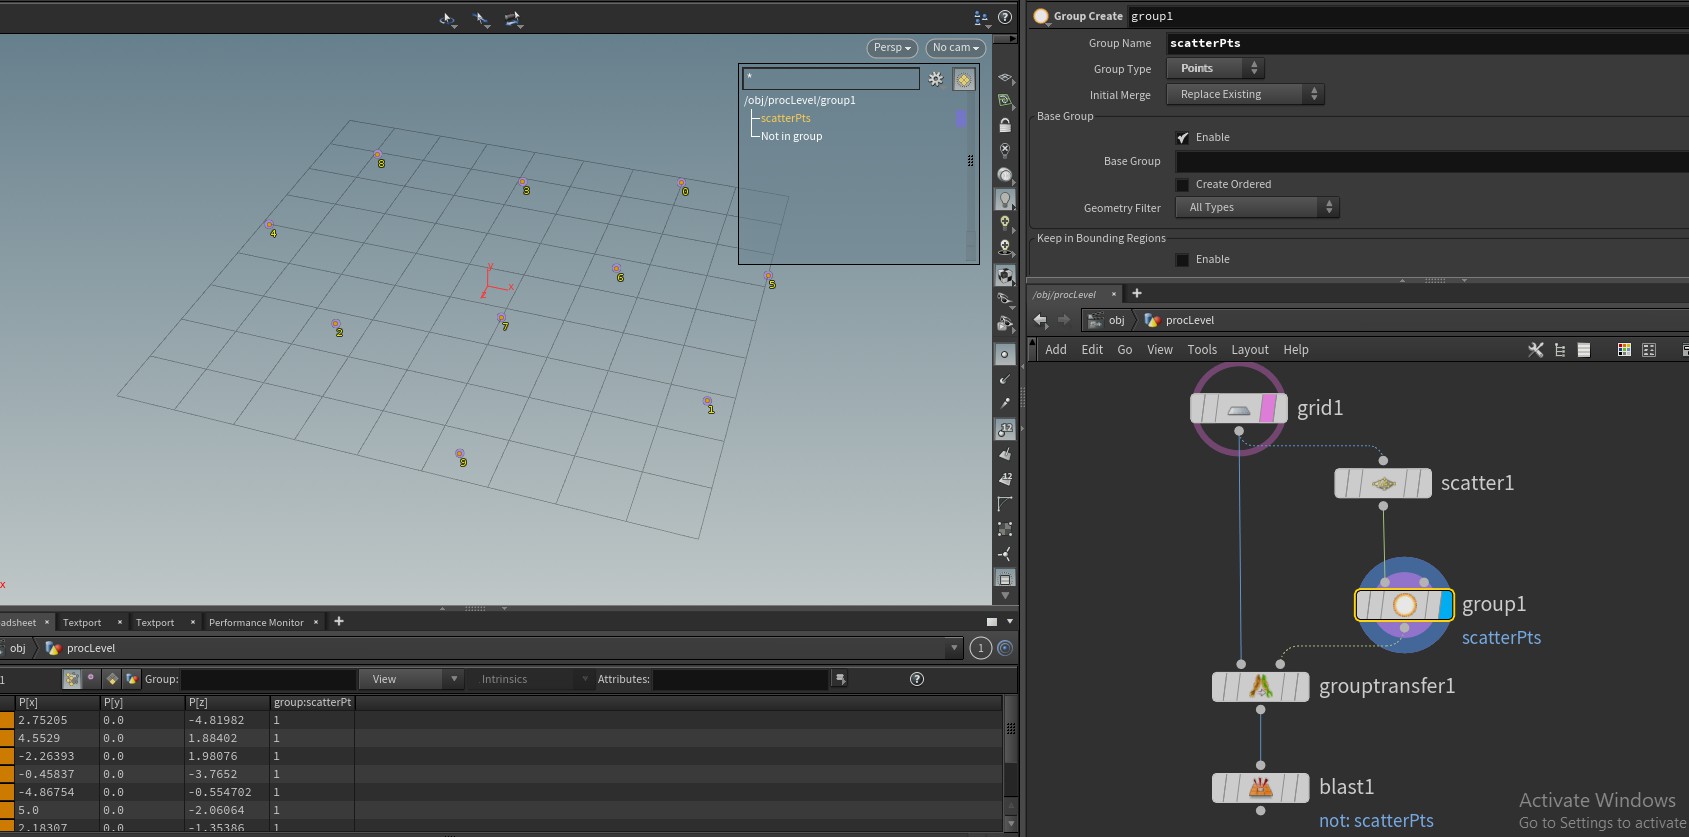 Persp
No cam
*
/obj/procLevel/group1
scatterPts
Not in group
8
3
0
4
6
5
2
7
1
9
y
x
z
x
12
12
Group Create group1
Group Name scatterPts
Group Type Points
Initial Merge Replace Existing
Base Group
Enable
Base Group
Create Ordered
Geometry Filter All Types
Keep in Bounding Regions
Enable
/obj/procLevel
obj procLevel
Add Edit Go View Tools Layout Help
grid1
scatter1
group1
scatterPts
grouptransfer1
blast1
not: scatterPts
Activate Windows
Go to Settings to activate
adsheet Textport Textport Performance Monitor
obj procLevel 1
1 Group: View Intrinsics Attributes:
P[x] P[y] P[z] group:scatterPt
2.75205 0.0 -4.81982 1
4.5529 0.0 1.88402 1
-2.26393 0.0 1.98076 1
-0.45837 0.0 -3.7652 1
-4.86754 0.0 -0.554702 1
5.0 0.0 -2.06064 1
2.18307 0.0 -1.35386 1